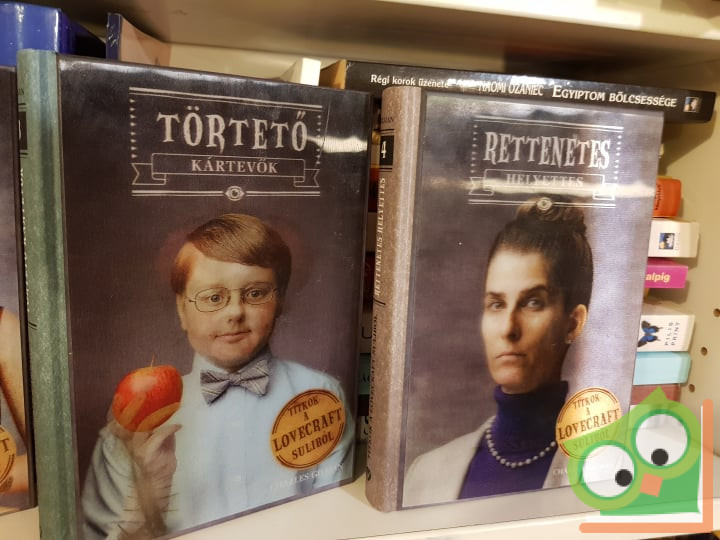 Régi korok üzenete
NAOMI OZANIEC EGYIPTOM BÖLCSESSÉGE
TÖRTETŐ
KÁRTEVŐK
TITKOK A
LOVECRAFT
SULIBÓL
CHARLES GILMAN
4
RETTENETES HELYETTES
RETTENETES
HELYETTES
TITKOK A
LOVECRAFT
SULIBÓL
alpig